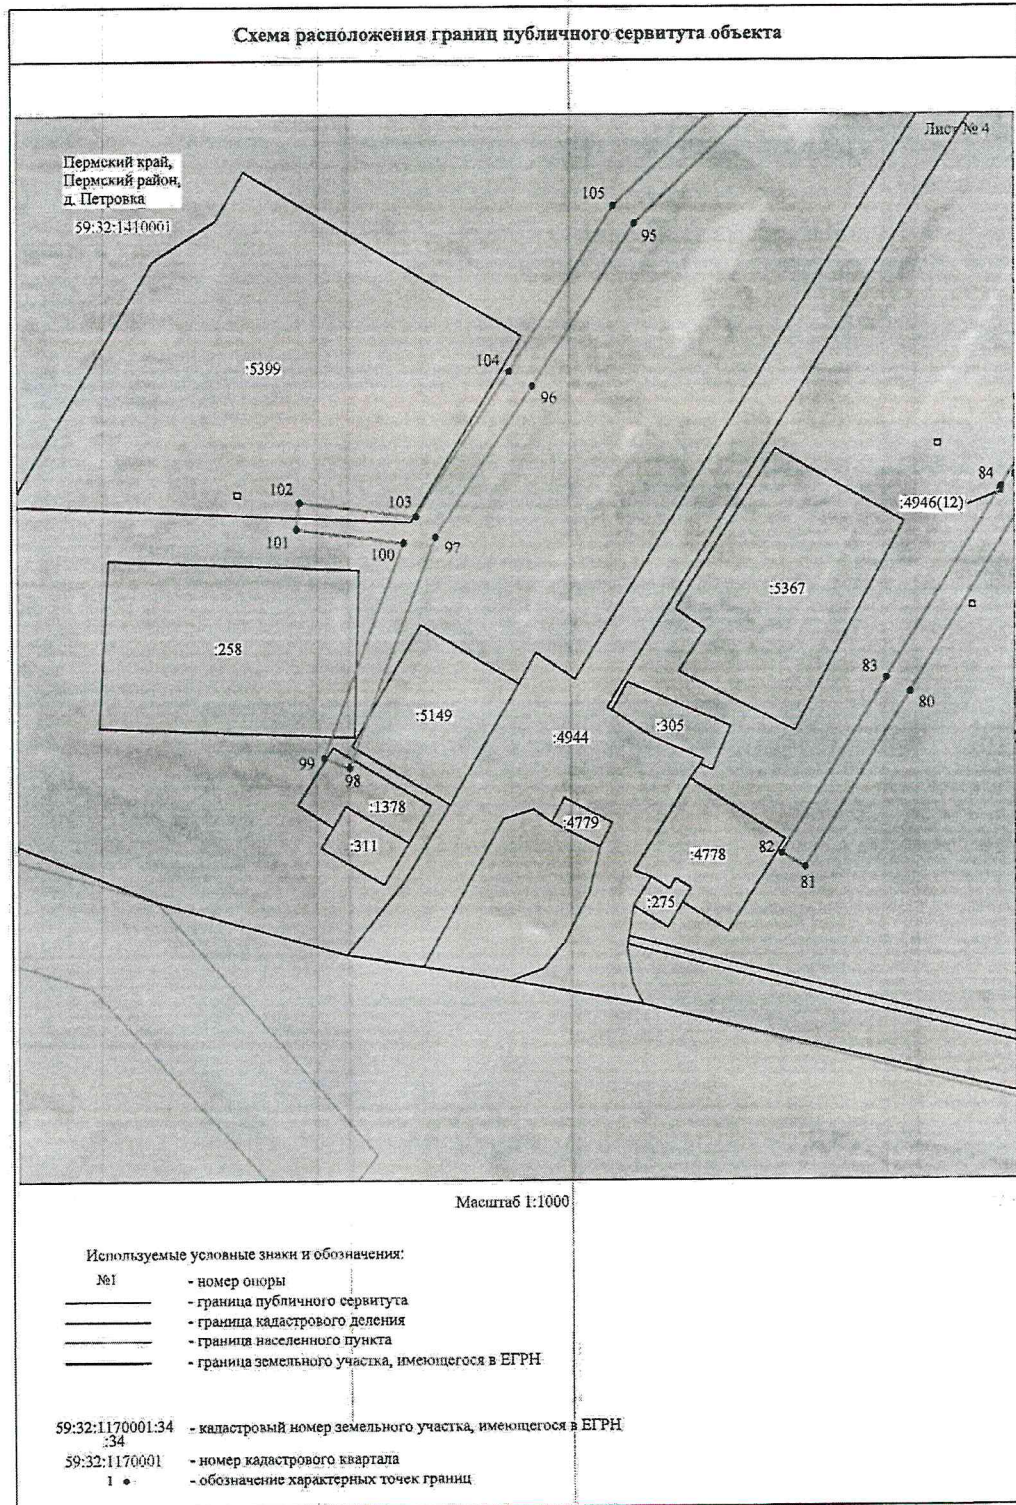 Схема расположения границ публичного сервитута объекта
Лист № 4
Пермский край,
Пермский район,
д. Петровка
59:32:1410001
105
95
104
:5399
96
84
102
:4946(12)
103
101
100
97
:5367
:258
83
80
:5149
:305
:4944
99
98
:1378
:4779
:311
82
:4778
81
:275
Масштаб 1:1000
Используемые условные знаки и обозначения:
№1 - номер опоры
- граница публичного сервитута
- граница кадастрового деления
- граница населенного пункта
- граница земельного участка, имеющегося в ЕГРН
59:32:1170001:34 - кадастровый номер земельного участка, имеющегося в ЕГРН
:34
59:32:1170001 - номер кадастрового квартала
1 - обозначение характерных точек границ